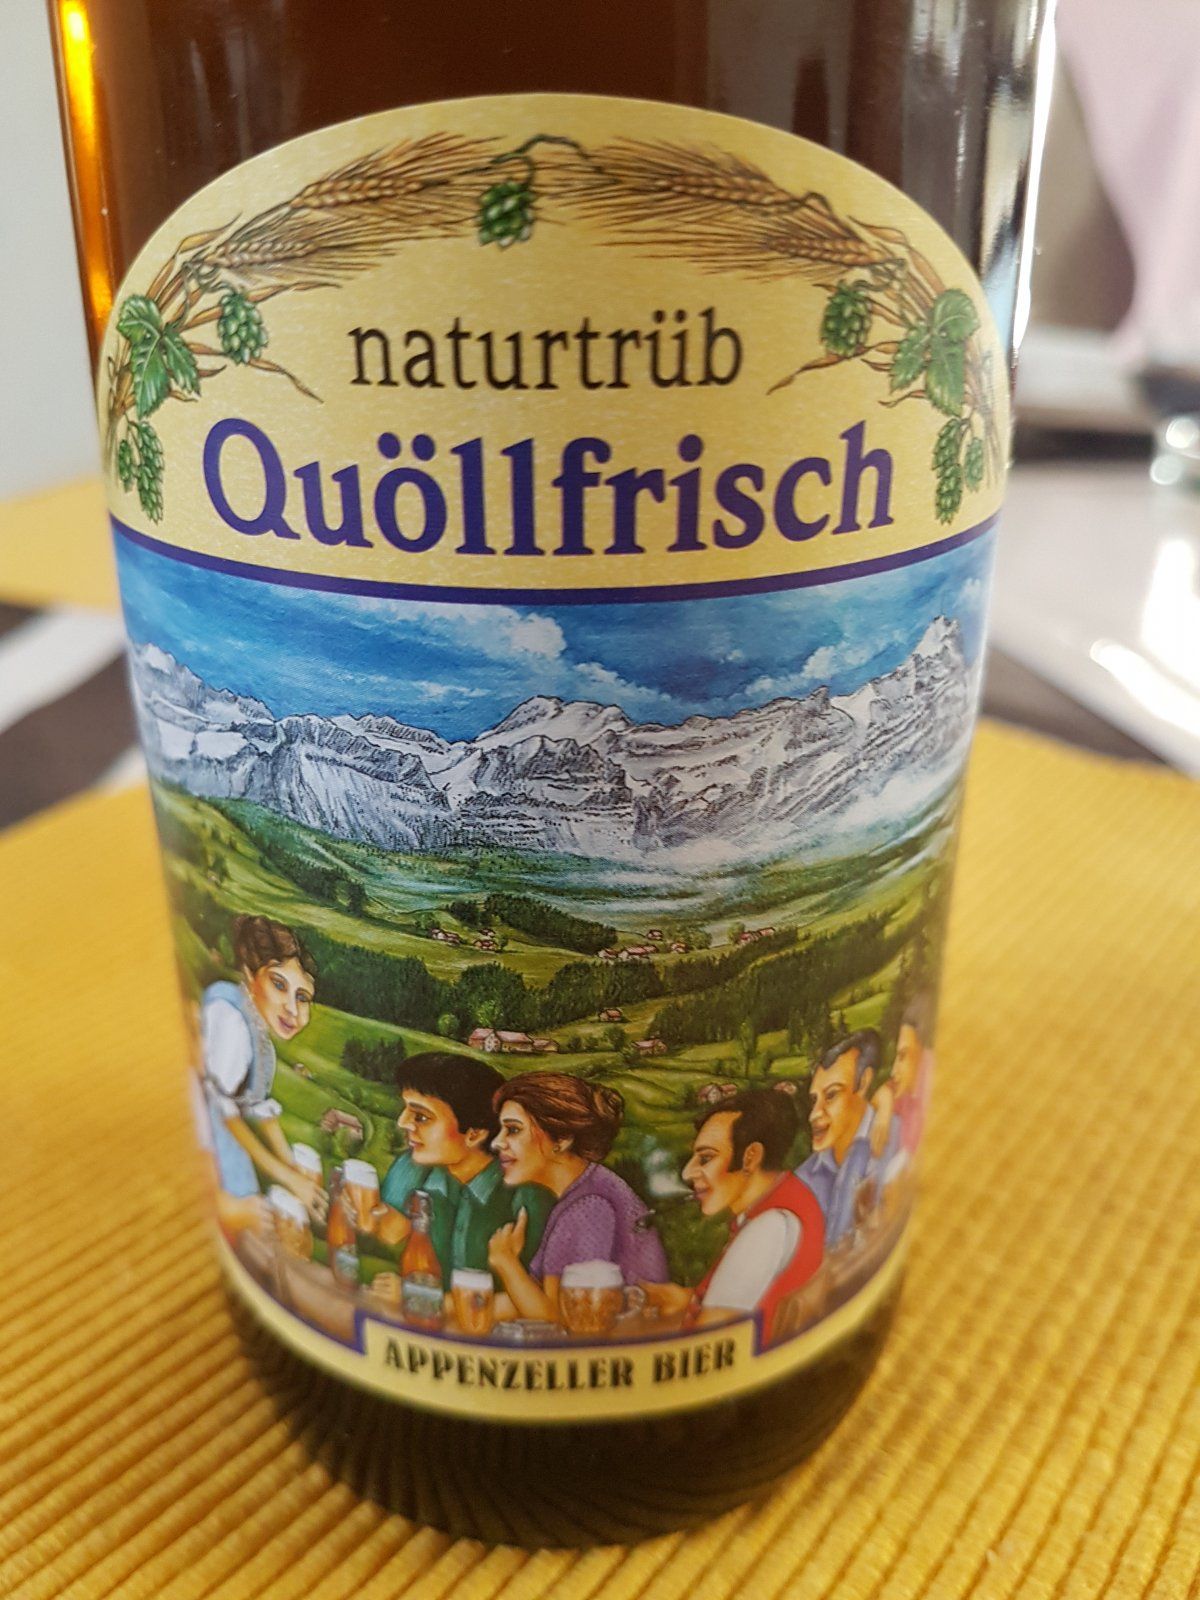 naturtrüb
Quöllfrisch
APPENZELLER BIER